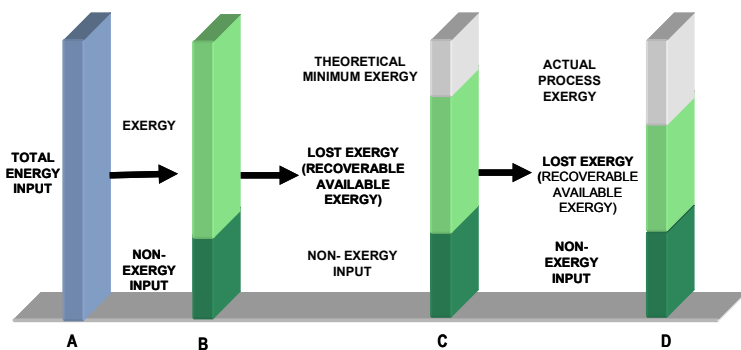 TOTAL
ENERGY
INPUT
EXERGY
NON-
EXERGY
INPUT
THEORETICAL
MINIMUM EXERGY
LOST EXERGY
(RECOVERABLE
AVAILABLE
EXERGY)
NON- EXERGY
INPUT
ACTUAL
PROCESS
EXERGY
LOST EXERGY
(RECOVERABLE
AVAILABLE
EXERGY)
NON-
EXERGY
INPUT
A
B
C
D